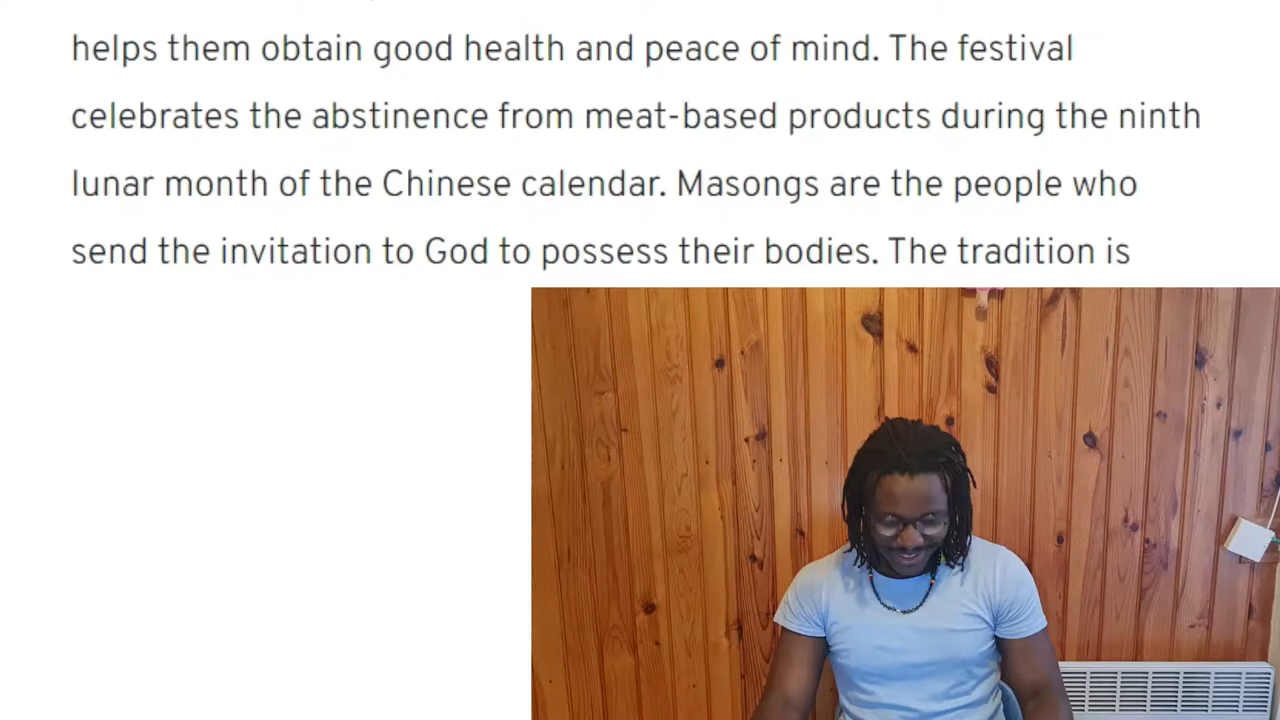 helps them obtain good health and peace of mind. The festival
celebrates the abstinence from meat-based products during the ninth
lunar month of the Chinese calendar. Masongs are the people who
send the invitation to God to possess their bodies. The tradition is